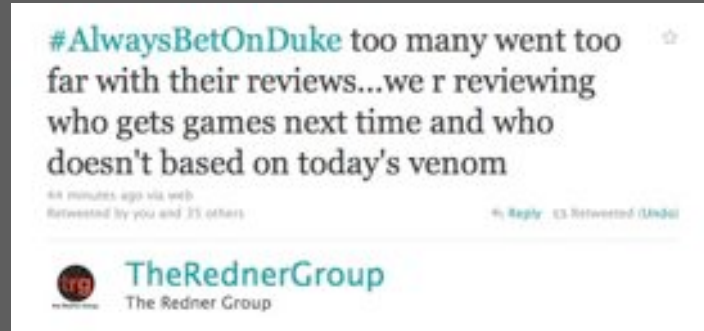 #AlwaysBetOnDuke too many went too
far with their reviews...we r reviewing
who gets games next time and who
doesn't based on today's venom
44 minutes ago via web
Retweeted by you and 35 others
Reply Retweeted (Undo)
trg
TheRednerGroup
The Redner Group